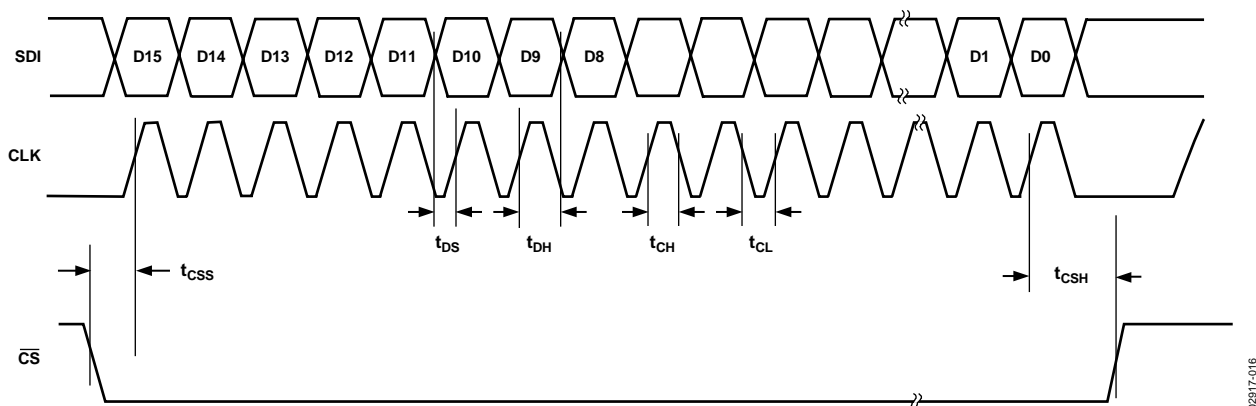 SDI D15 D14 D13 D12 D11 D10 D9 D8 D1 D0
CLK
tDS tDH tCH tCL
tCSS tCSH
CS
02917-016